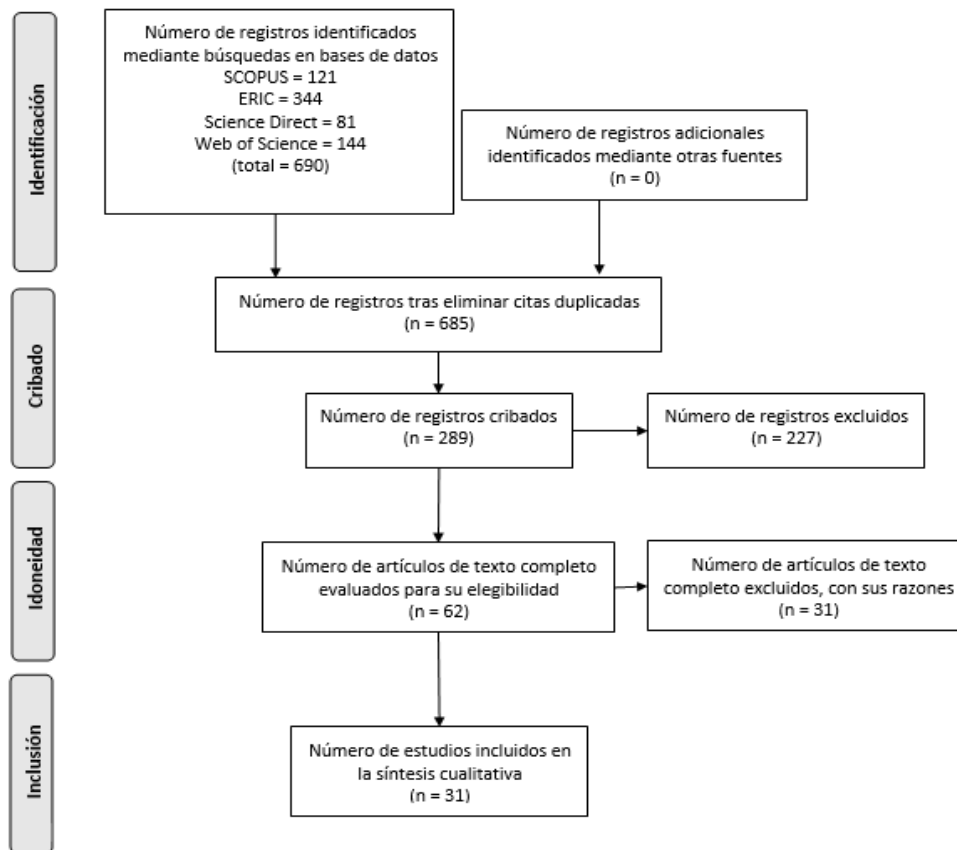 Identificación
Número de registros identificados
mediante búsquedas en bases de datos
SCOPUS = 121
ERIC = 344
Science Direct = 81
Web of Science = 144
(total = 690)
Número de registros adicionales
identificados mediante otras fuentes
(n = 0)
Cribado
Número de registros tras eliminar citas duplicadas
(n = 685)
Número de registros cribados
(n = 289)
Número de registros excluidos
(n = 227)
Idoneidad
Número de artículos de texto completo
evaluados para su elegibilidad
(n = 62)
Número de artículos de texto
completo excluidos, con sus razones
(n = 31)
Inclusión
Número de estudios incluidos en
la síntesis cualitativa
(n = 31)